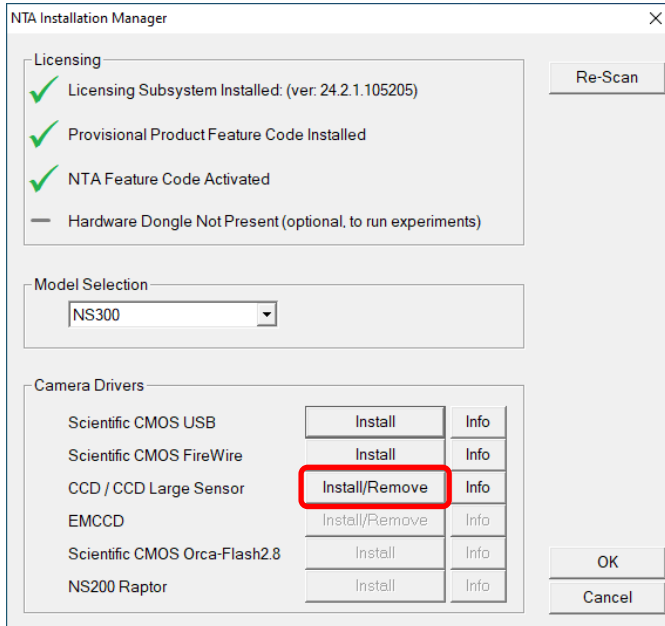 NTA Installation Manager
Licensing
Re-Scan
Licensing Subsystem Installed: (ver: 24.2.1.105205)
Provisional Product Feature Code Installed
NTA Feature Code Activated
Hardware Dongle Not Present (optional, to run experiments)
Model Selection
NS300
Camera Drivers
Scientific CMOS USB Install Info
Scientific CMOS FireWire Install Info
CCD / CCD Large Sensor Install/Remove Info
EMCCD Install/Remove Info
Scientific CMOS Orca-Flash2.8 Install Info
NS200 Raptor Install Info
OK
Cancel